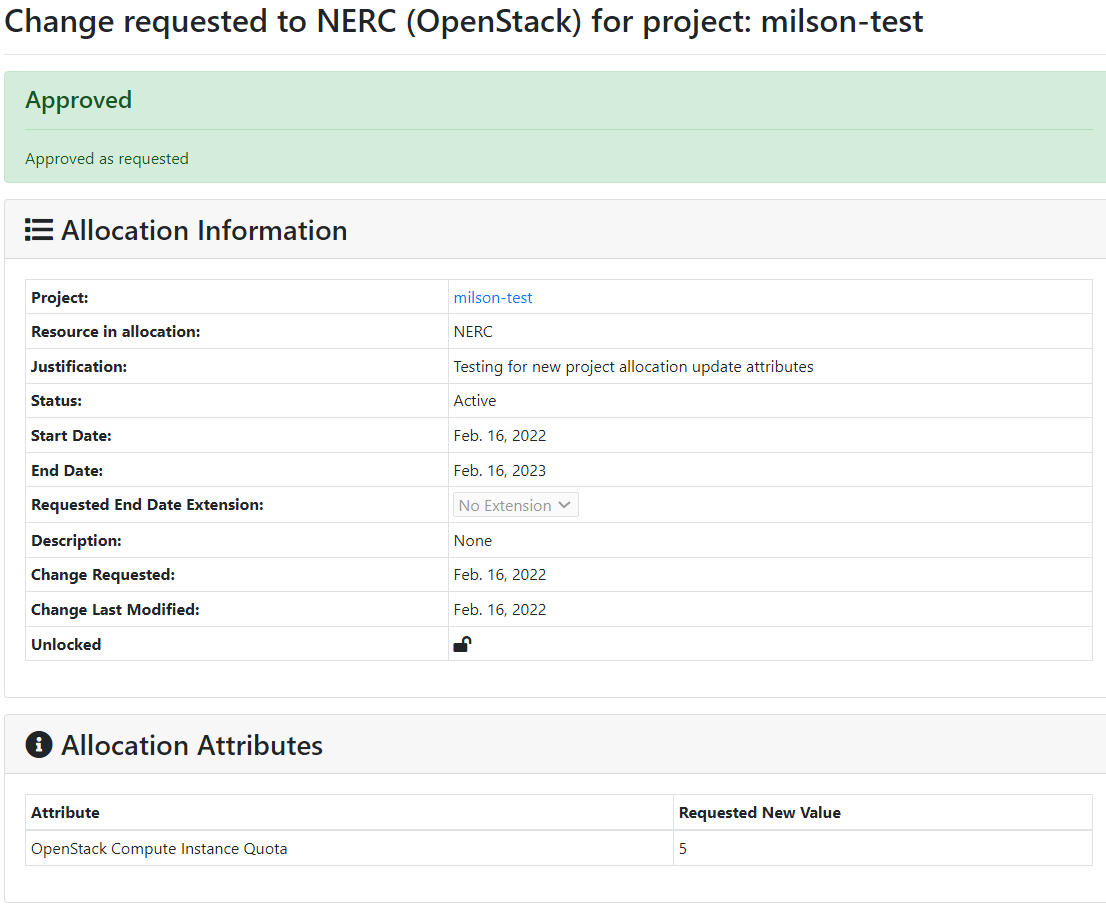 Change requested to NERC (OpenStack) for project: milson-test
Approved
Approved as requested
Allocation Information
Project: milson-test
Resource in allocation: NERC
Justification: Testing for new project allocation update attributes
Status: Active
Start Date: Feb. 16, 2022
End Date: Feb. 16, 2023
Requested End Date Extension: No Extension
Description: None
Change Requested: Feb. 16, 2022
Change Last Modified: Feb. 16, 2022
Unlocked
Allocation Attributes
Attribute Requested New Value
OpenStack Compute Instance Quota 5